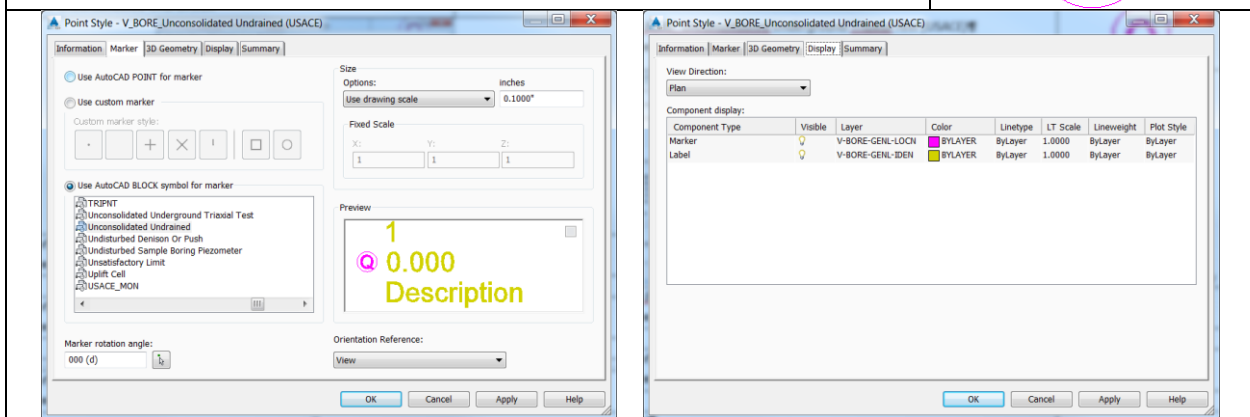 Point Style - V_BORE_Unconsolidated Undrained (USACE)
Information Marker 3D Geometry Display Summary
Use AutoCAD POINT for marker
Use custom marker
Custom marker style:
Use AutoCAD BLOCK symbol for marker
TRIPNT
Unconsolidated Underground Triaxial Test
Unconsolidated Undrained
Undisturbed Denison Or Push
Undisturbed Sample Boring Piezometer
Unsatisfactory Limit
Uplift Cell
USACE_MON
Marker rotation angle:
000 (d)
Size
Options: inches
Use drawing scale 0.1000"
Fixed Scale
X: Y: Z:
1 1 1
Preview
1
Q 0.000
Description
Orientation Reference:
View
OK Cancel Apply Help
Point Style - V_BORE_Unconsolidated Undrained (USACE)
Information Marker 3D Geometry Display Summary
View Direction:
Plan
Component display:
Component Type Visible Layer Color Linetype LT Scale Lineweight Plot Style
Marker V-BORE-GENL-LOCN BYLAYER ByLayer 1.0000 ByLayer ByLayer
Label V-BORE-GENL-IDEN BYLAYER ByLayer 1.0000 ByLayer ByLayer
OK Cancel Apply Help